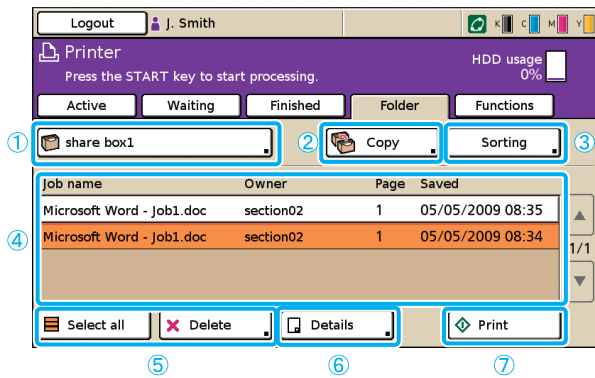 Logout J. Smith K C M Y
Printer
Press the START key to start processing.
HDD usage
0%
Active Waiting Finished Folder Functions
① share box1 ② Copy Sorting ③
Job name Owner Page Saved
Microsoft Word - Job1.doc section02 1 05/05/2009 08:35
④ Microsoft Word - Job1.doc section02 1 05/05/2009 08:34
1/1
Select all Delete Details Print
⑤ ⑥ ⑦